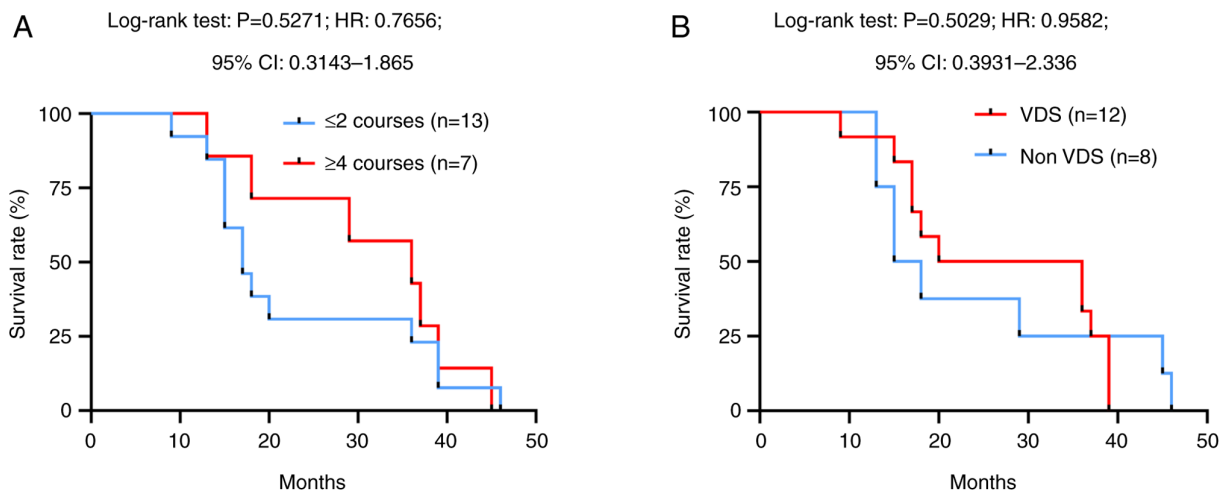 A
Log-rank test: P=0.5271; HR: 0.7656;
95% CI: 0.3143–1.865
Survival rate (%)
100
75
50
25
0
≤2 courses (n=13)
≥4 courses (n=7)
0 10 20 30 40 50
Months
B
Log-rank test: P=0.5029; HR: 0.9582;
95% CI: 0.3931–2.336
Survival rate (%)
100
75
50
25
0
VDS (n=12)
Non VDS (n=8)
0 10 20 30 40 50
Months